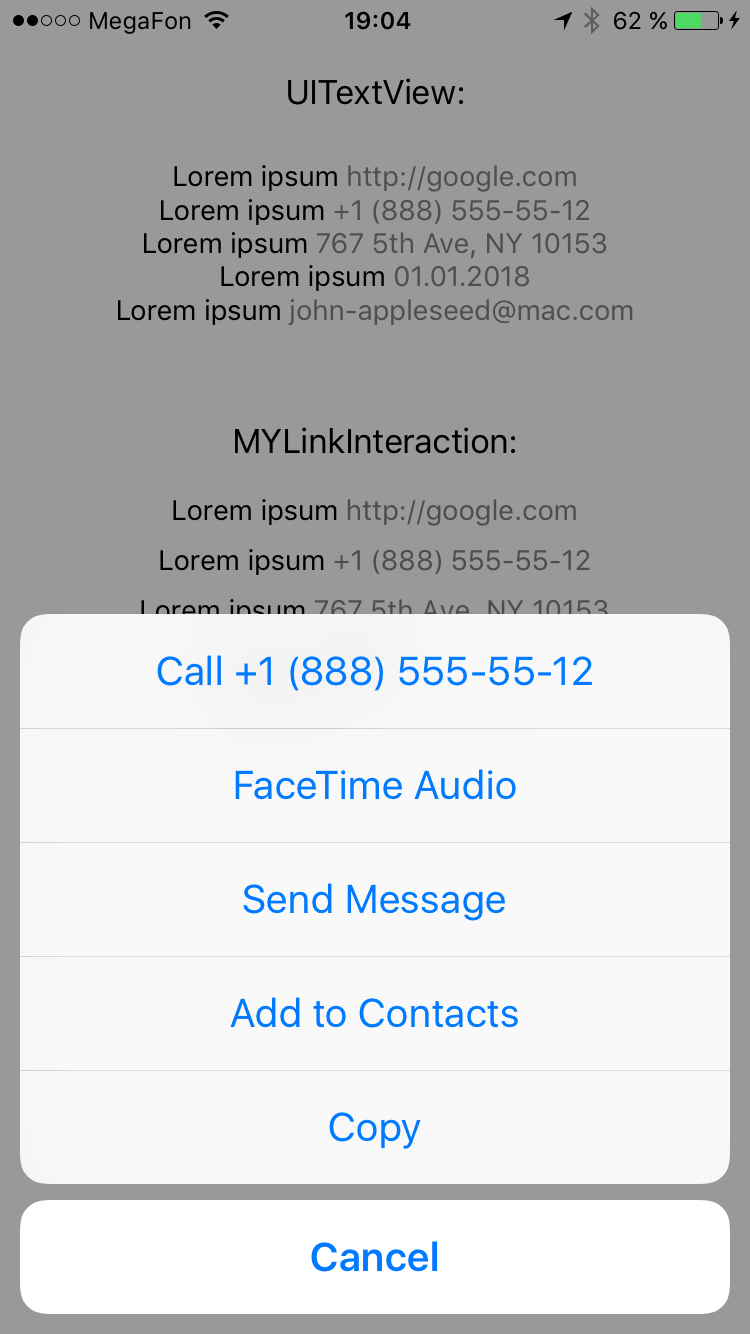 MegaFon 19:04 62 %
UITextView:
Lorem ipsum http://google.com
Lorem ipsum +1 (888) 555-55-12
Lorem ipsum 767 5th Ave, NY 10153
Lorem ipsum 01.01.2018
Lorem ipsum john-appleseed@mac.com
MYLinkInteraction:
Lorem ipsum http://google.com
Lorem ipsum +1 (888) 555-55-12
Lorem ipsum 767 5th Ave, NY 10153
Call +1 (888) 555-55-12
FaceTime Audio
Send Message
Add to Contacts
Copy
Cancel